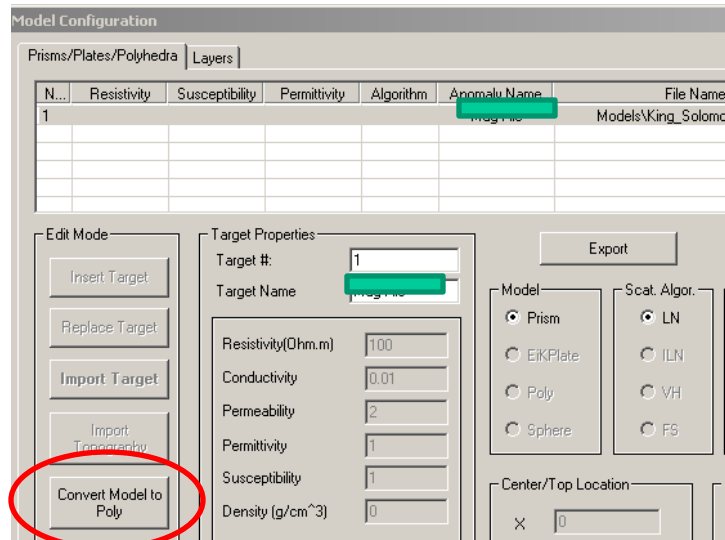 Model Configuration
Prisms/Plates/Polyhedra Layers
N... Resistivity Susceptibility Permittivity Algorithm Anomaly Name File Name
1 Models\King_Solomo
Edit Mode
Insert Target
Replace Target
Import Target
Import
Topography
Convert Model to
Poly
Target Properties
Target #: 1
Target Name
Resistivity(Ohm.m) 100
Conductivity 0.01
Permeability 2
Permittivity 1
Susceptibility 1
Density (g/cm^3) 0
Export
Model
Prism
EiKPlate
Poly
Sphere
Scat. Algor.
LN
ILN
VH
FS
Center/Top Location
X 0